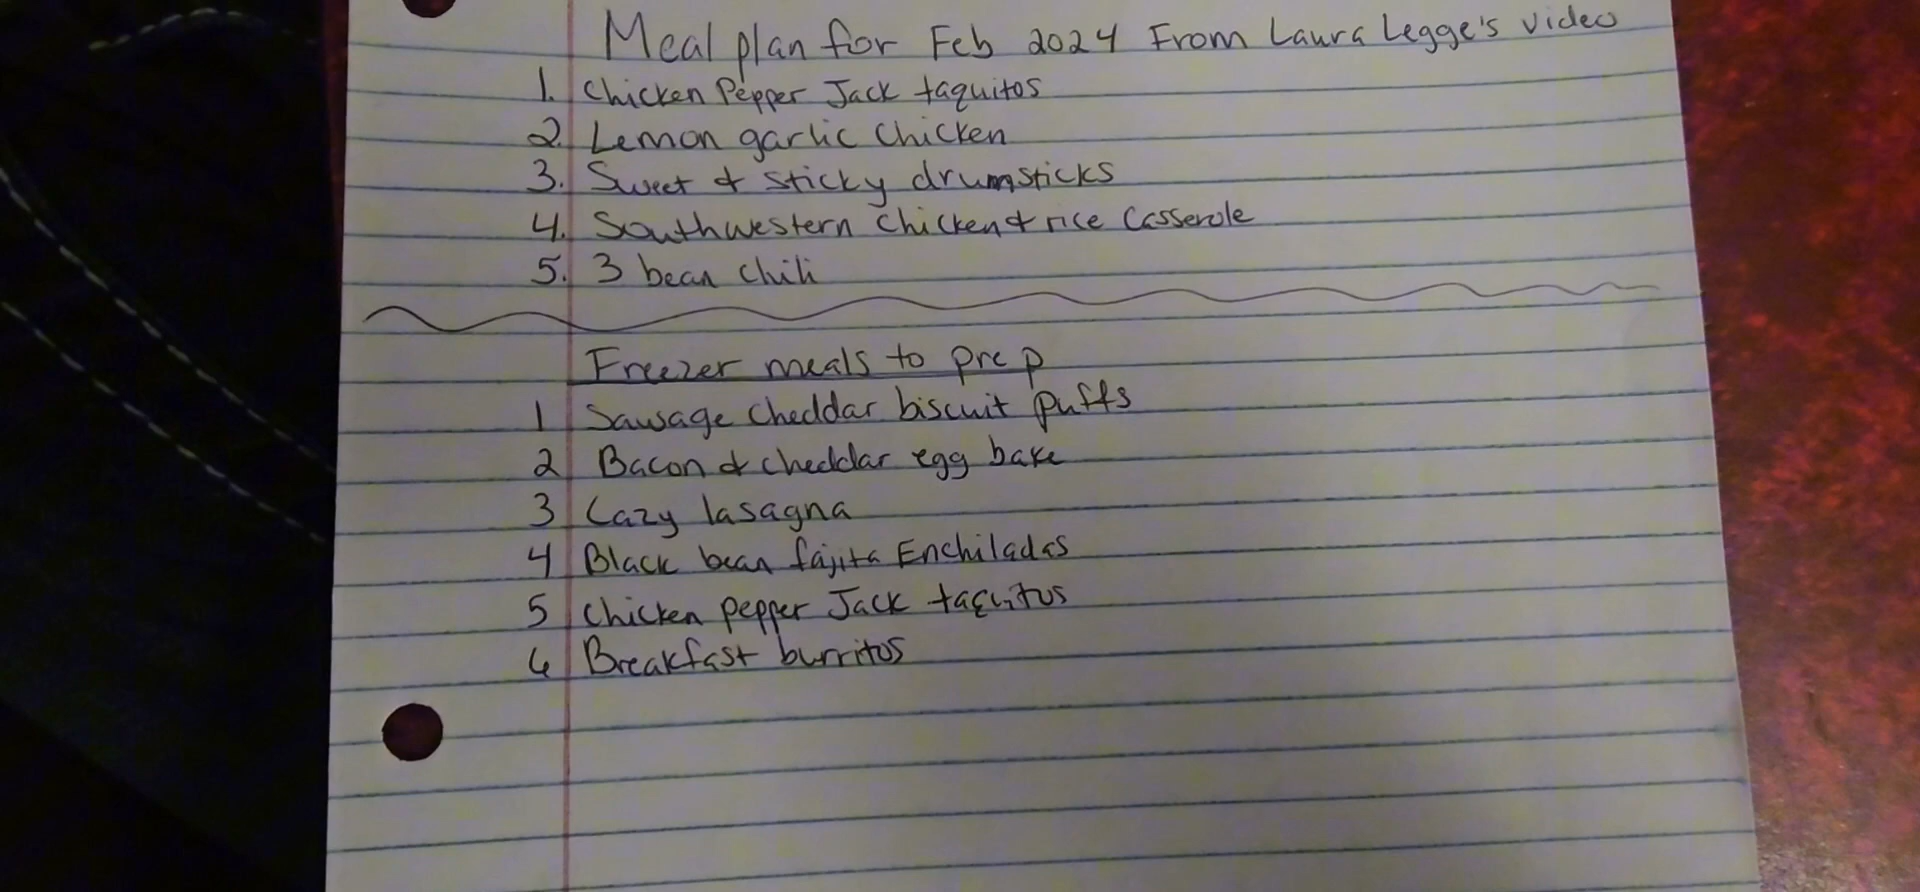 Meal plan for Feb 2024 From Laura Legge's video
1. Chicken Pepper Jack taquitos
2. Lemon garlic chicken
3. Sweet & sticky drumsticks
4. Southwestern chicken & rice casserole
5. 3 bean chili
Freezer meals to prep
1 Sausage cheddar biscuit puffs
2 Bacon & cheddar egg bake
3 Lazy lasagna
4 Black bean fajita Enchiladas
5 Chicken pepper Jack taquitos
6 Breakfast burritos